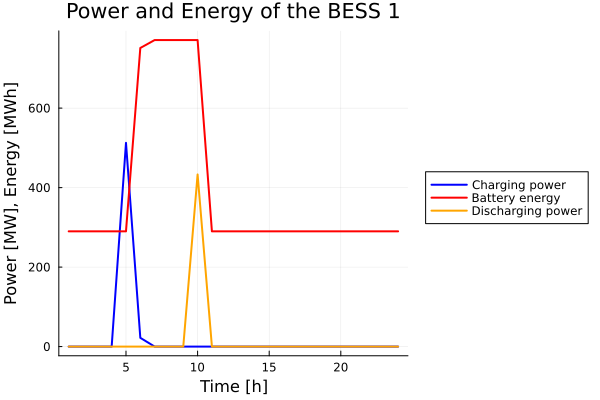 Power and Energy of the BESS 1
Power [MW], Energy [MWh]
600
400
200
0
5
10
15
20
Time [h]
Charging power
Battery energy
Discharging power